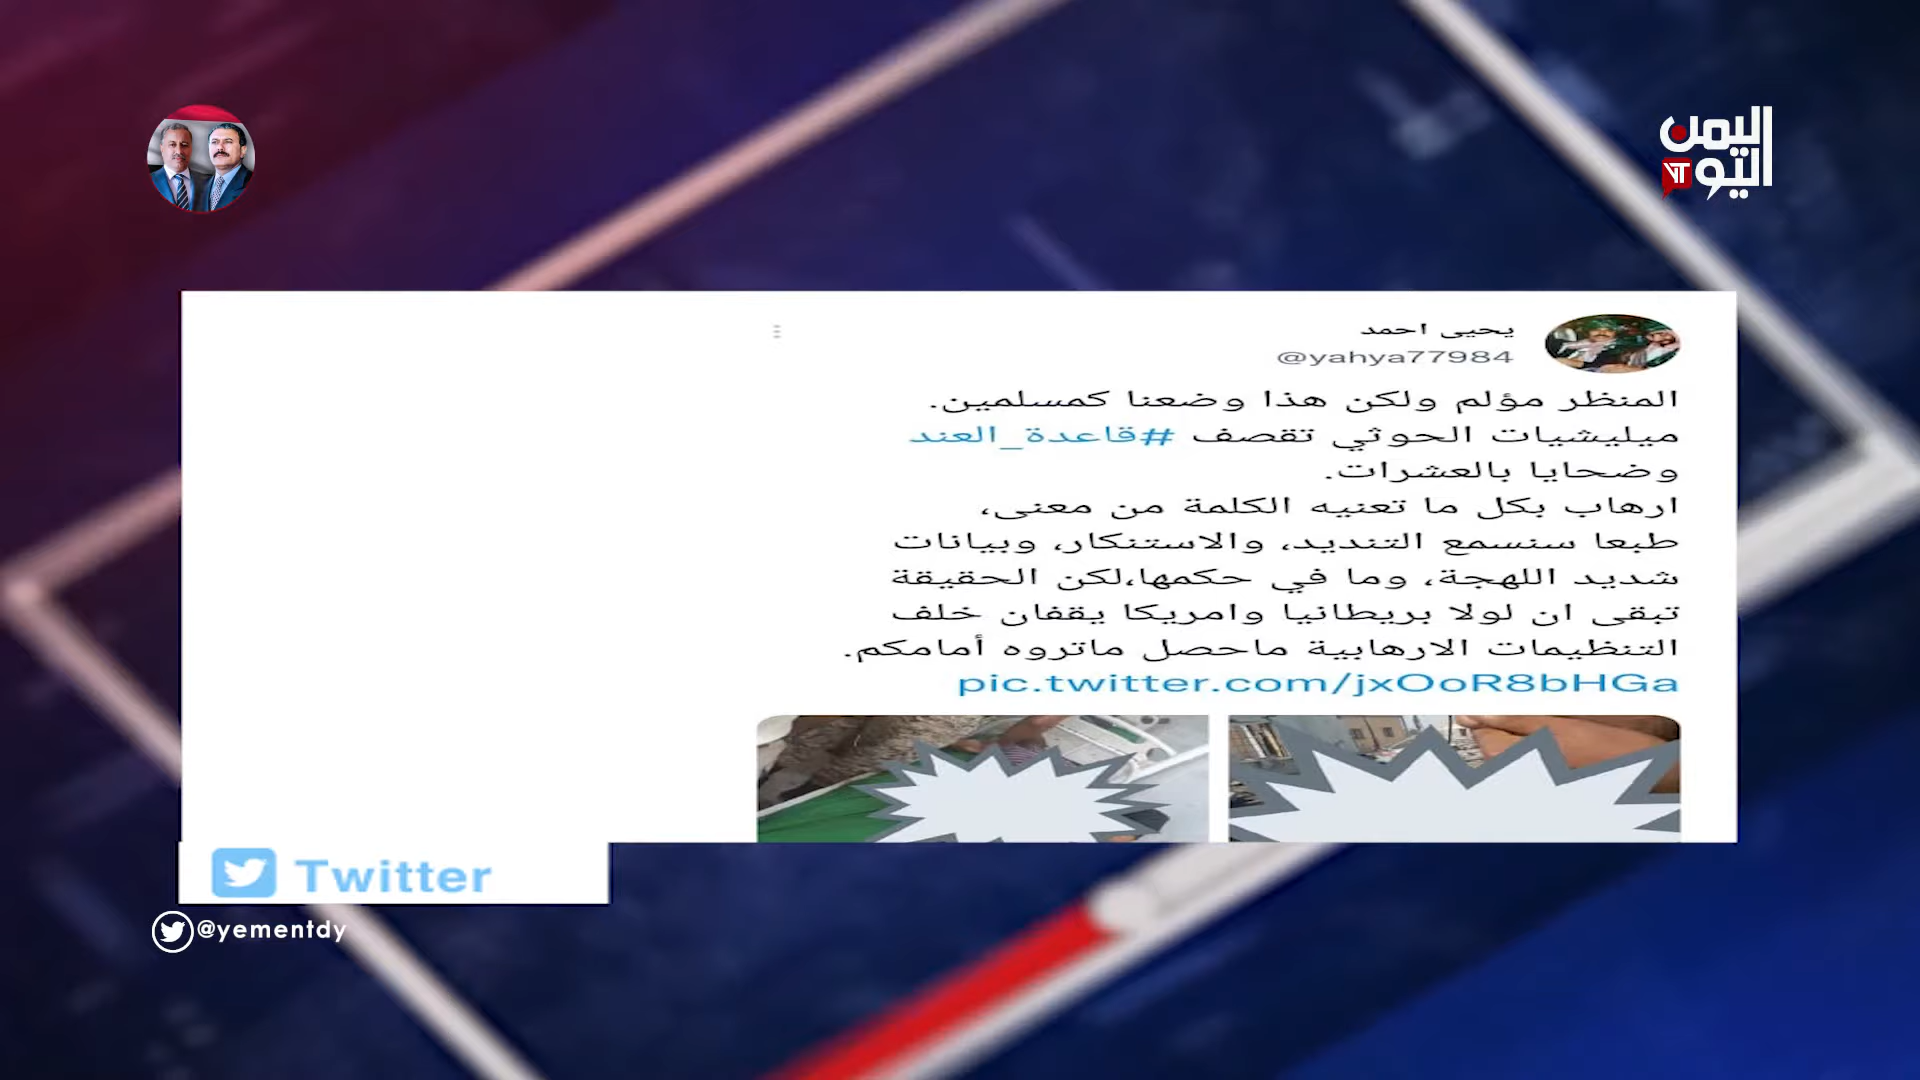 اليمن
اليوم
YT
يحيى احمد
@yahya77984
المنظر مؤلم ولكن هذا وضعنا كمسلمين.
ميليشيات الحوثي تقصف #قاعدة_العند
وضحايا بالعشرات.
ارهاب بكل ما تعنيه الكلمة من معنى،
طبعا سنسمع التنديد، والاستنكار، وبيانات
شديد اللهجة، وما في حكمها،لكن الحقيقة
تبقى ان لولا بريطانيا وامريكا يقفان خلف
التنظيمات الارهابية ماحصل ماتروه أمامكم.
pic.twitter.com/jxOoR8bHGa
Twitter
@yementdy